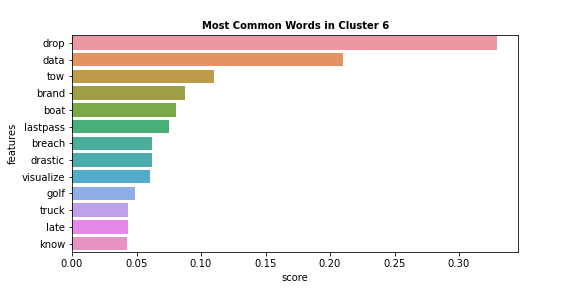 Most Common Words in Cluster 6
features
drop
data
tow
brand
boat
lastpass
breach
drastic
visualize
golf
truck
late
know
0.00 0.05 0.10 0.15 0.20 0.25 0.30
score